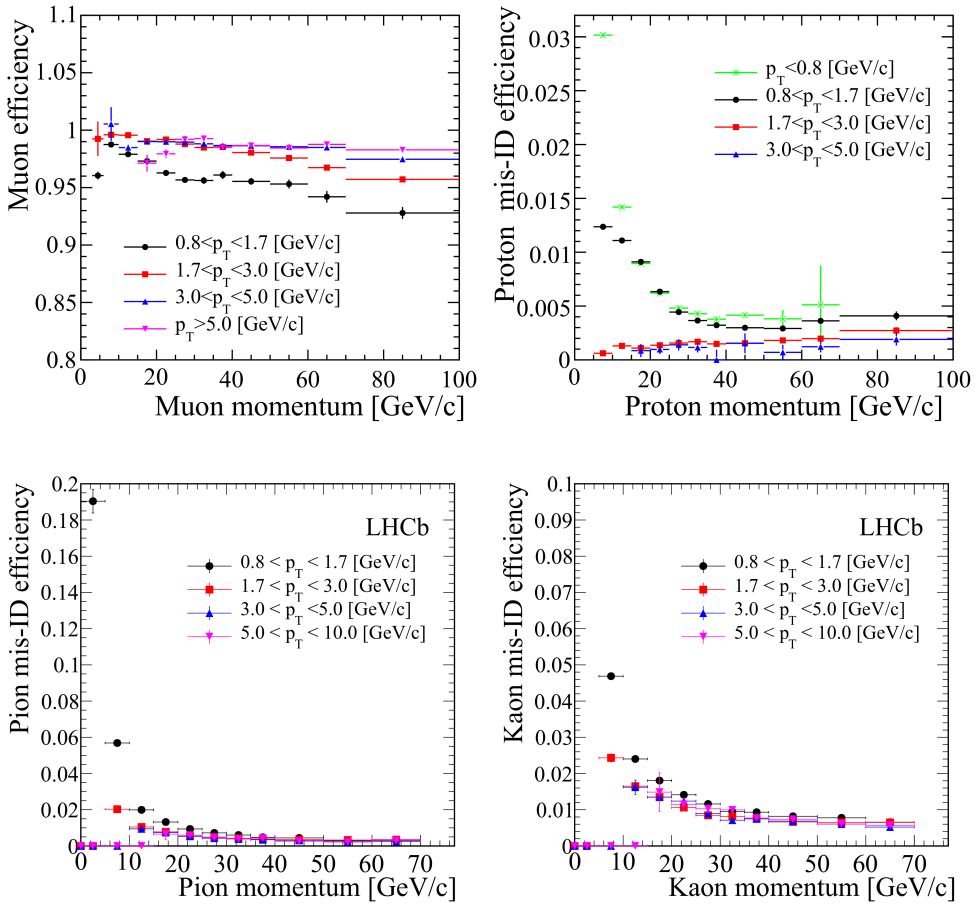 Muon efficiency
1.1
1.05
1
0.95
0.9
0.85
0.8
0.8<p_T<1.7 [GeV/c]
1.7<p_T<3.0 [GeV/c]
3.0<p_T<5.0 [GeV/c]
p_T>5.0 [GeV/c]
0 20 40 60 80 100
Muon momentum [GeV/c]
Proton mis-ID efficiency
0.03
0.025
0.02
0.015
0.01
0.005
0
p_T<0.8 [GeV/c]
0.8<p_T<1.7 [GeV/c]
1.7<p_T<3.0 [GeV/c]
3.0<p_T<5.0 [GeV/c]
0 20 40 60 80 100
Proton momentum [GeV/c]
Pion mis-ID efficiency
0.2
0.18
0.16
0.14
0.12
0.1
0.08
0.06
0.04
0.02
0
LHCb
0.8 < p_T < 1.7 [GeV/c]
1.7 < p_T < 3.0 [GeV/c]
3.0 < p_T <5.0 [GeV/c]
5.0 < p_T < 10.0 [GeV/c]
0 10 20 30 40 50 60 70
Pion momentum [GeV/c]
Kaon mis-ID efficiency
0.1
0.09
0.08
0.07
0.06
0.05
0.04
0.03
0.02
0.01
0
LHCb
0.8 < p_T < 1.7 [GeV/c]
1.7 < p_T < 3.0 [GeV/c]
3.0 < p_T <5.0 [GeV/c]
5.0 < p_T < 10.0 [GeV/c]
0 10 20 30 40 50 60 70
Kaon momentum [GeV/c]